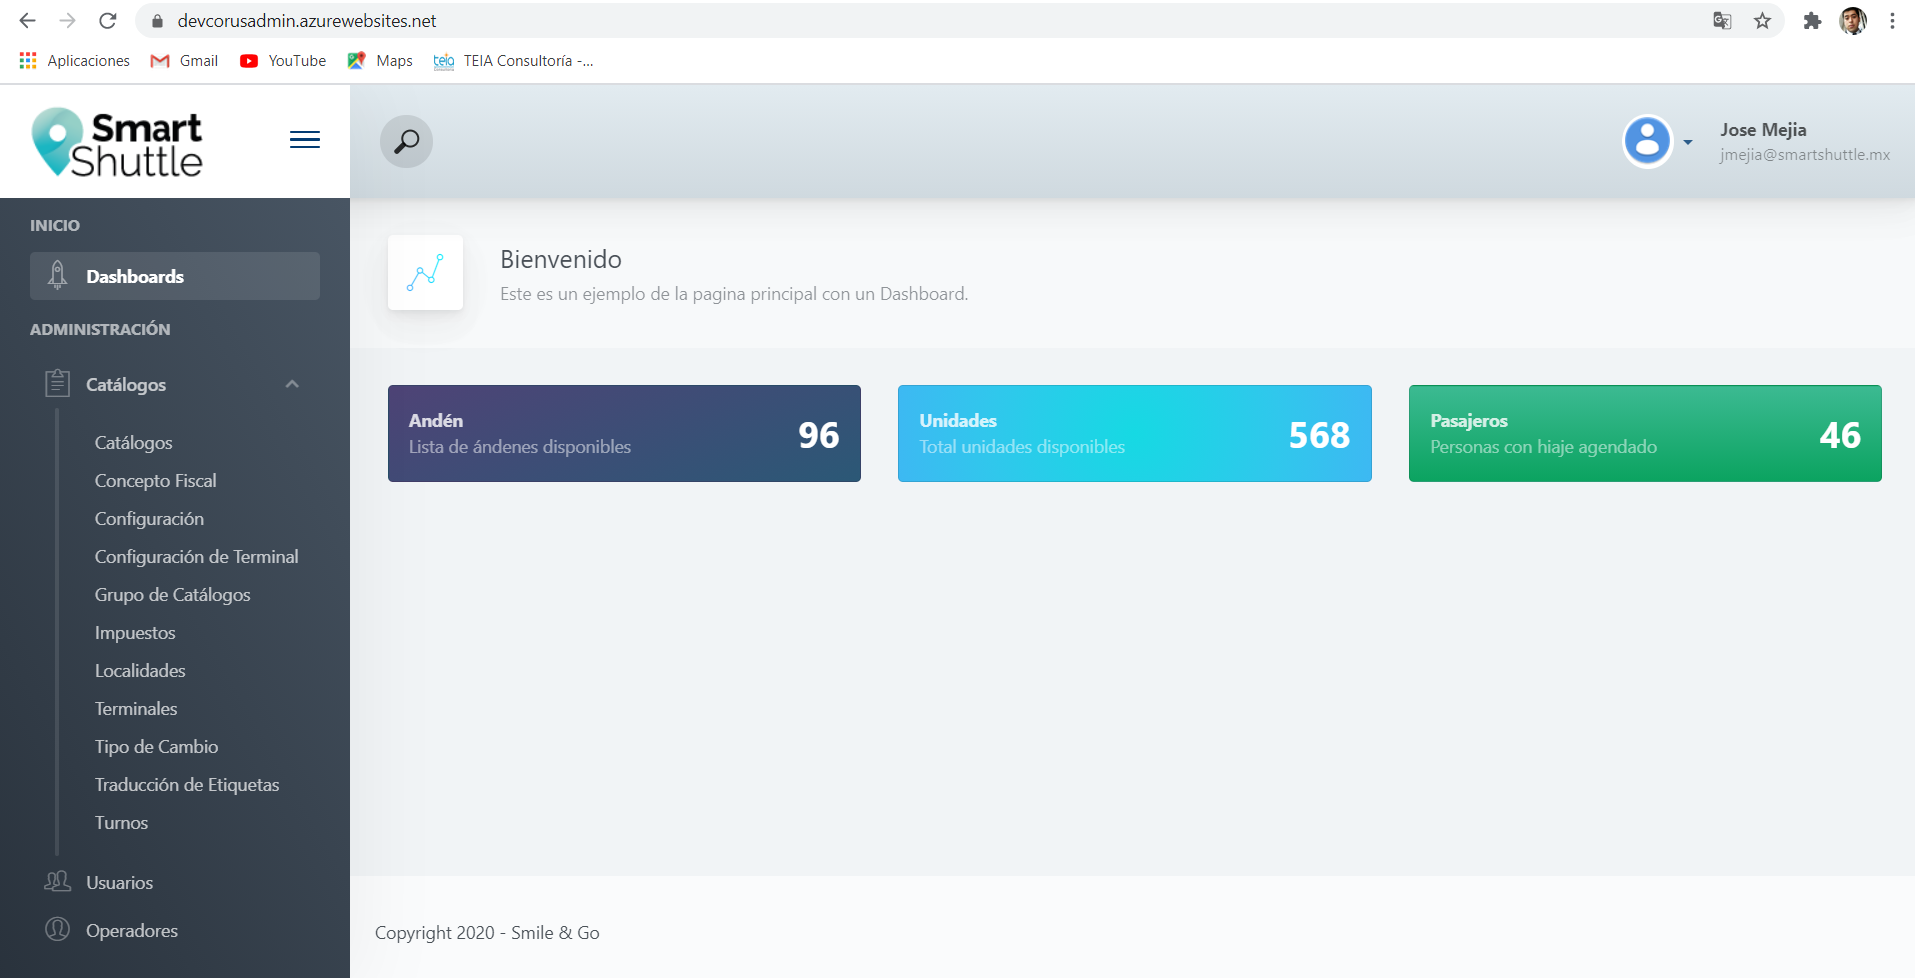 devcorusadmin.azurewebsites.net
Aplicaciones
Gmail
YouTube
Maps
teia
TEIA Consultoría -...
Smart
Shuttle
Jose Mejia
jmejia@smartshuttle.mx
INICIO
Dashboards
ADMINISTRACIÓN
Catálogos
Catálogos
Concepto Fiscal
Configuración
Configuración de Terminal
Grupo de Catálogos
Impuestos
Localidades
Terminales
Tipo de Cambio
Traducción de Etiquetas
Turnos
Usuarios
Operadores
Bienvenido
Este es un ejemplo de la pagina principal con un Dashboard.
Andén
Lista de ándenes disponibles
96
Unidades
Total unidades disponibles
568
Pasajeros
Personas con hiaje agendado
46
Copyright 2020 - Smile & Go